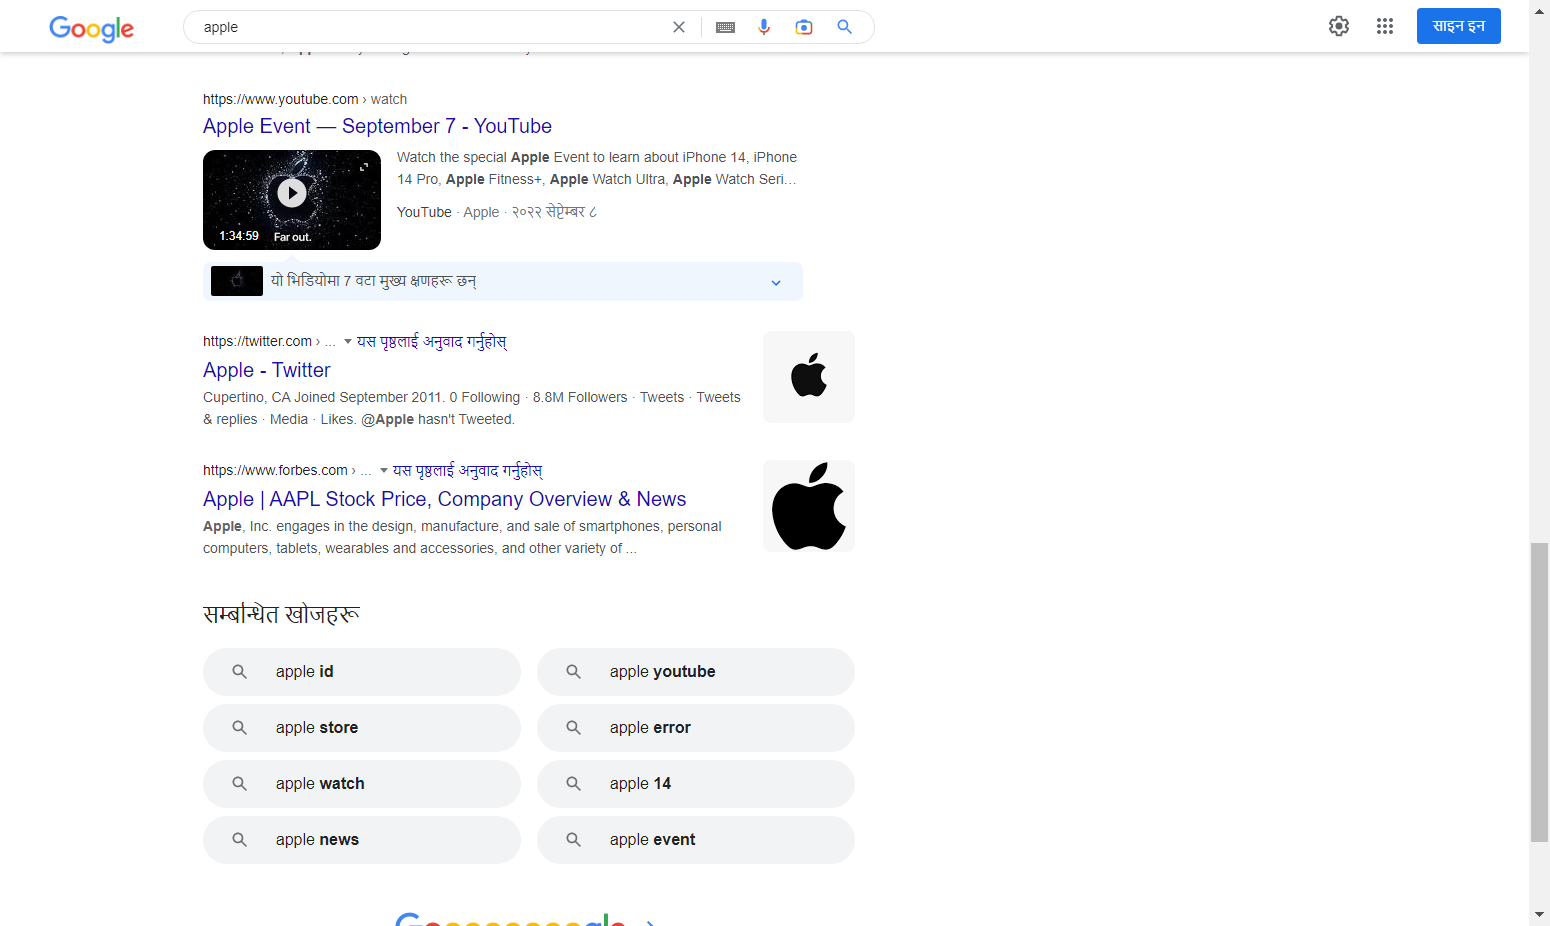 Google
apple
साइन इन
https://www.youtube.com › watch
Apple Event — September 7 - YouTube
Watch the special Apple Event to learn about iPhone 14, iPhone
14 Pro, Apple Fitness+, Apple Watch Ultra, Apple Watch Seri...
1:34:59 Far out.
YouTube · Apple · २०२२ सेप्टेम्बर ८
यो भिडियोमा 7 वटा मुख्य क्षणहरू छन्
https://twitter.com › ... यस पृष्ठलाई अनुवाद गर्नुहोस्
Apple - Twitter
Cupertino, CA Joined September 2011. 0 Following · 8.8M Followers · Tweets · Tweets
& replies · Media · Likes. @Apple hasn't Tweeted.
https://www.forbes.com › ... यस पृष्ठलाई अनुवाद गर्नुहोस्
Apple | AAPL Stock Price, Company Overview & News
Apple, Inc. engages in the design, manufacture, and sale of smartphones, personal
computers, tablets, wearables and accessories, and other variety of ...
सम्बन्धित खोजहरू
apple id
apple youtube
apple store
apple error
apple watch
apple 14
apple news
apple event